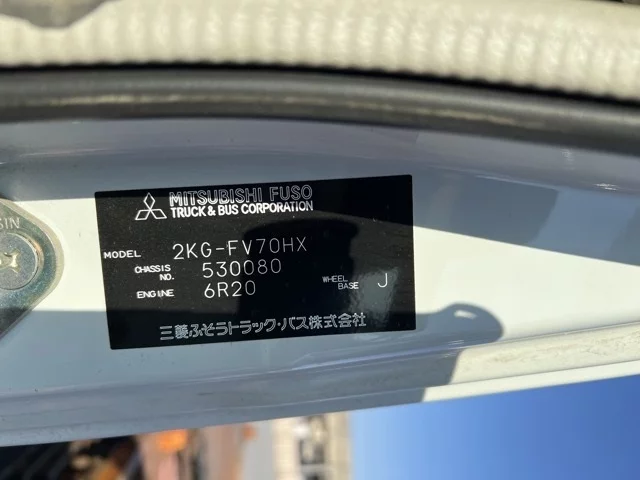 MITSUBISHI FUSO
TRUCK & BUS CORPORATION
MODEL 2KG-FV70HX
CHASSIS NO. 530080
ENGINE 6R20 WHEEL BASE J
三菱ふそうトラック・バス株式会社